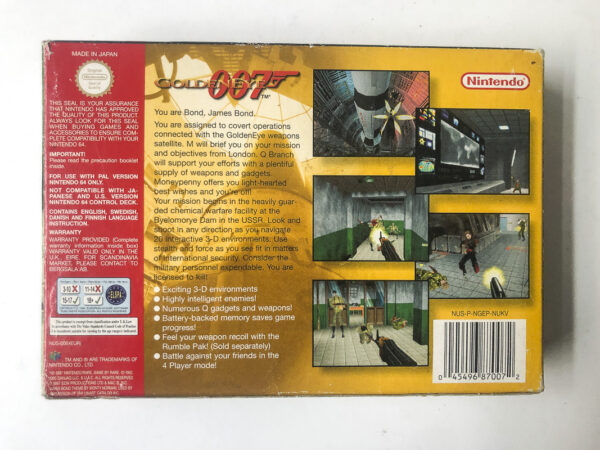 MADE IN JAPAN
Nintendo
THIS SEAL IS YOUR ASSURANCE
THAT NINTENDO HAS APPROVED
THE QUALITY OF THIS PRODUCT.
ALWAYS LOOK FOR THIS SEAL
WHEN BUYING GAMES AND
ACCESSORIES TO ENSURE COM-
PLETE COMPATIBILITY WITH YOUR
NINTENDO 64.
IMPORTANT:
Please read the precaution booklet
inside.
FOR USE WITH PAL VERSION
NINTENDO 64 ONLY.
NOT COMPATIBLE WITH JA-
PANESE AND U.S. VERSION
NINTENDO 64 CONTROL DECK.
CONTAINS ENGLISH, SWEDISH,
DANISH AND FINNISH LANGUAGE
INSTRUCTION.
WARRANTY
WARRANTY PROVIDED (Complete
warranty information inside box)
WARRANTY VALID ONLY IN THE
U.K., EIRE. FOR SCANDINAVIA
MARKET, PLEASE CONTACT TO
BERGSALA AB.
3-10 11-14
15-17 18+
ELSPA
TM AND ® ARE TRADEMARKS OF
NINTENDO CO., LTD
GOLDENEYE 007 TM
You are Bond, James Bond.
You are assigned to covert operations
connected with the GoldenEye weapons
satellite. M will brief you on your mission
and objectives from London. Q Branch
will support your efforts with a plentiful
supply of weapons and gadgets.
Moneypenny offers you light-hearted
best wishes and you're off!
Your mission begins in the heavily guar-
ded chemical warfare facility at the
Byelomorye Dam in the USSR. Look and
shoot in any direction as you navigate
20 interactive 3-D environments. Use
stealth and force as you see fit in matters
of international security. Consider the
military personnel expendable. You are
licensed to kill!
• Exciting 3-D environments
• Highly intelligent enemies!
• Numerous Q gadgets and weapons!
• Battery-backed memory saves game
progress!
• Feel your weapon recoil with the
Rumble Pak! (Sold separately)
• Battle against your friends in the
4 Player mode!
Nintendo
NUS-P-NGEP-NUKV
0 45496 87007 2